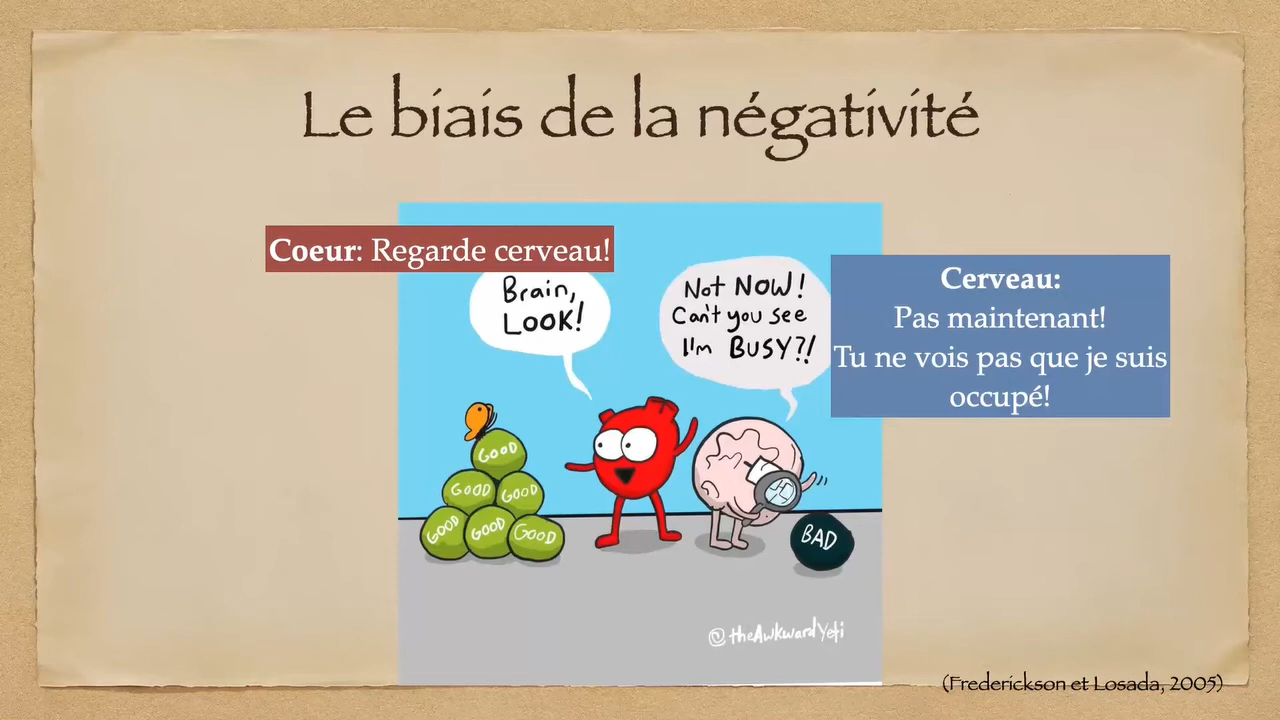 Le biais de la négativité
Coeur: Regarde cerveau!
Brain,
LOOK!
Not NOW!
Can't you see
I'm BUSY?!
Cerveau:
Pas maintenant!
Tu ne vois pas que je suis
occupé!
GOOD
GOOD GOOD
GOOD GOOD GOOD
BAD
@theAwkwardYeti
(Frederickson et Losada, 2005)